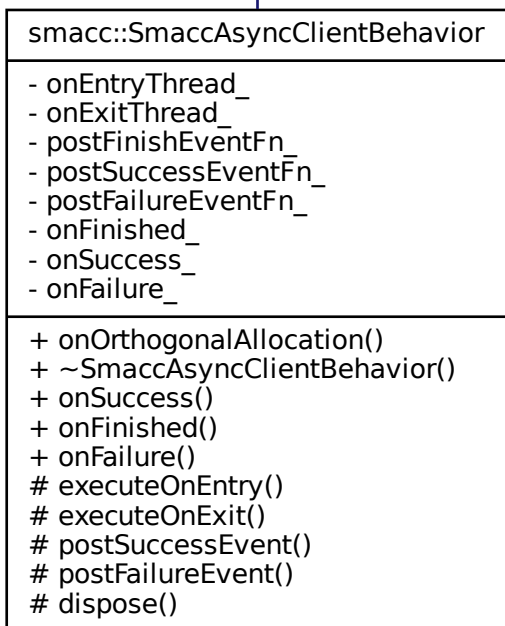 smacc::SmaccAsyncClientBehavior
- onEntryThread_
- onExitThread_
- postFinishEventFn_
- postSuccessEventFn_
- postFailureEventFn_
- onFinished_
- onSuccess_
- onFailure_
+ onOrthogonalAllocation()
+ ~SmaccAsyncClientBehavior()
+ onSuccess()
+ onFinished()
+ onFailure()
# executeOnEntry()
# executeOnExit()
# postSuccessEvent()
# postFailureEvent()
# dispose()